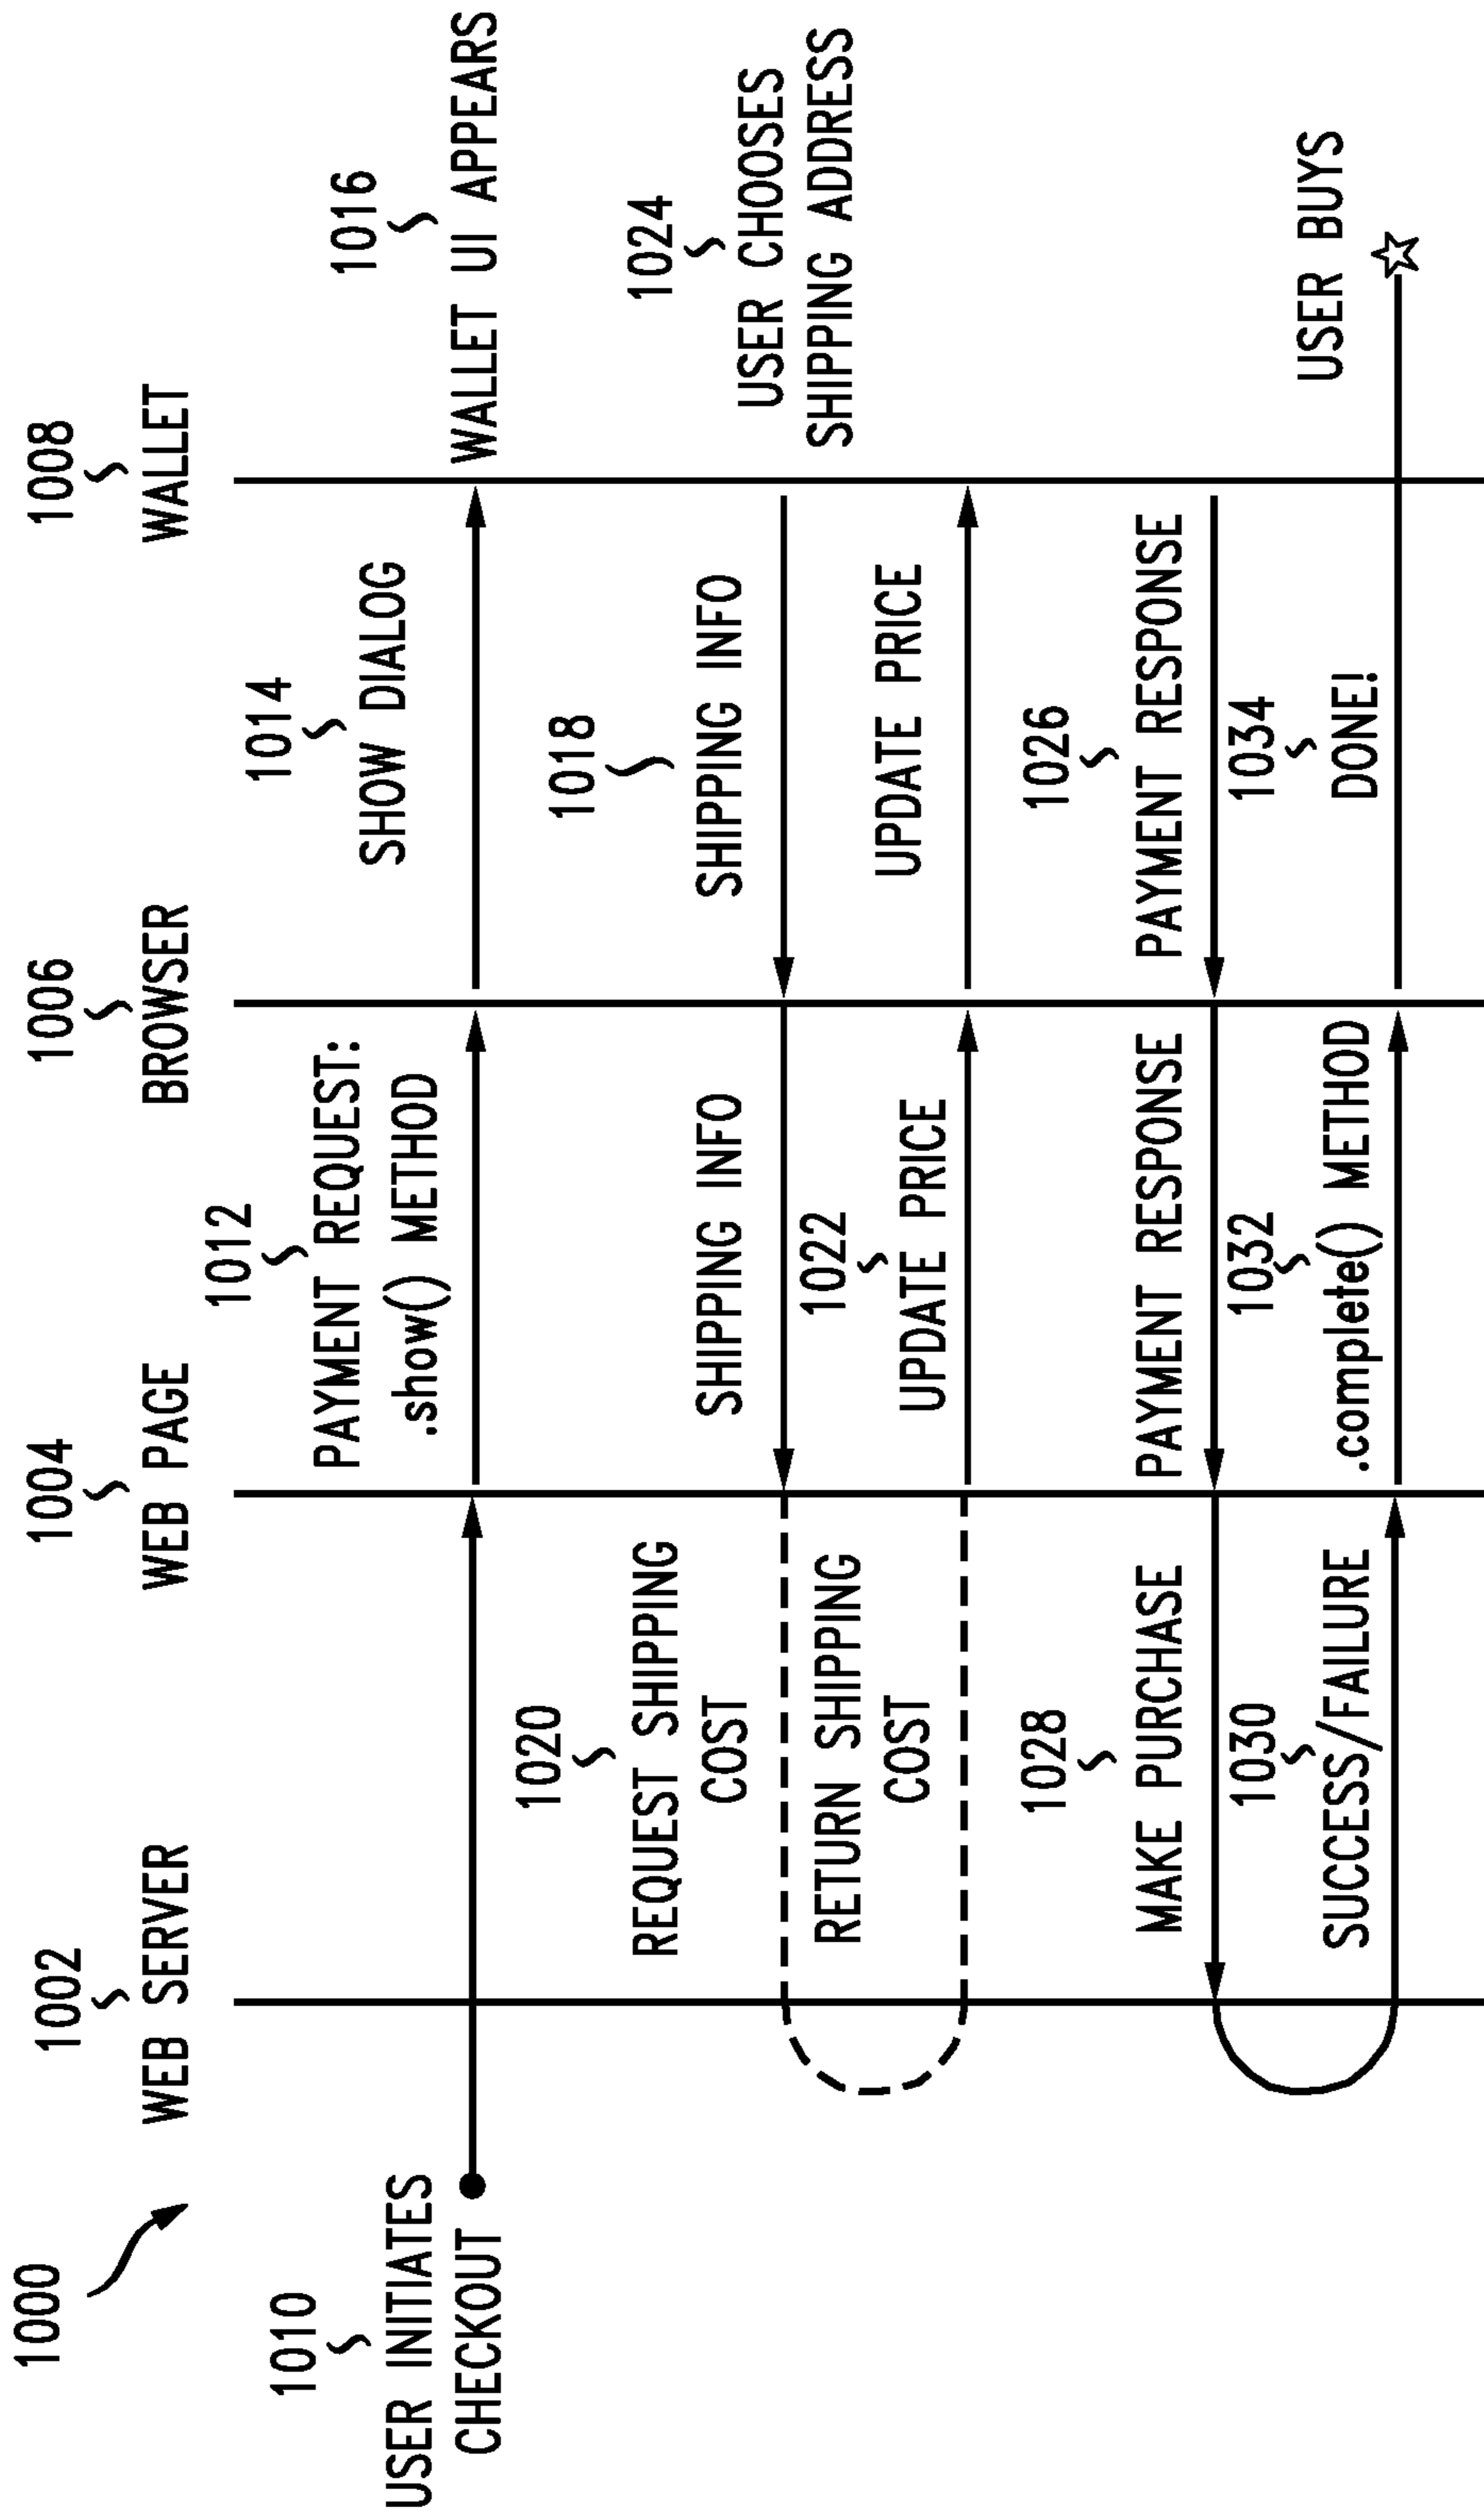 1000
1002
WEB SERVER
1004
WEB PAGE
1006
BROWSER
1008
WALLET
1010
USER INITIATES
CHECKOUT
1012
PAYMENT REQUEST:
.show() METHOD
1014
SHOW DIALOG
1016
WALLET UI APPEARS
1020
REQUEST SHIPPING
COST
SHIPPING INFO
1018
SHIPPING INFO
1024
USER CHOOSES
SHIPPING ADDRESS
RETURN SHIPPING
COST
1022
UPDATE PRICE
UPDATE PRICE
1028
MAKE PURCHASE
PAYMENT RESPONSE
1026
PAYMENT RESPONSE
1030
SUCCESS/FAILURE
1032
.complete() METHOD
1034
DONE!
USER BUYS